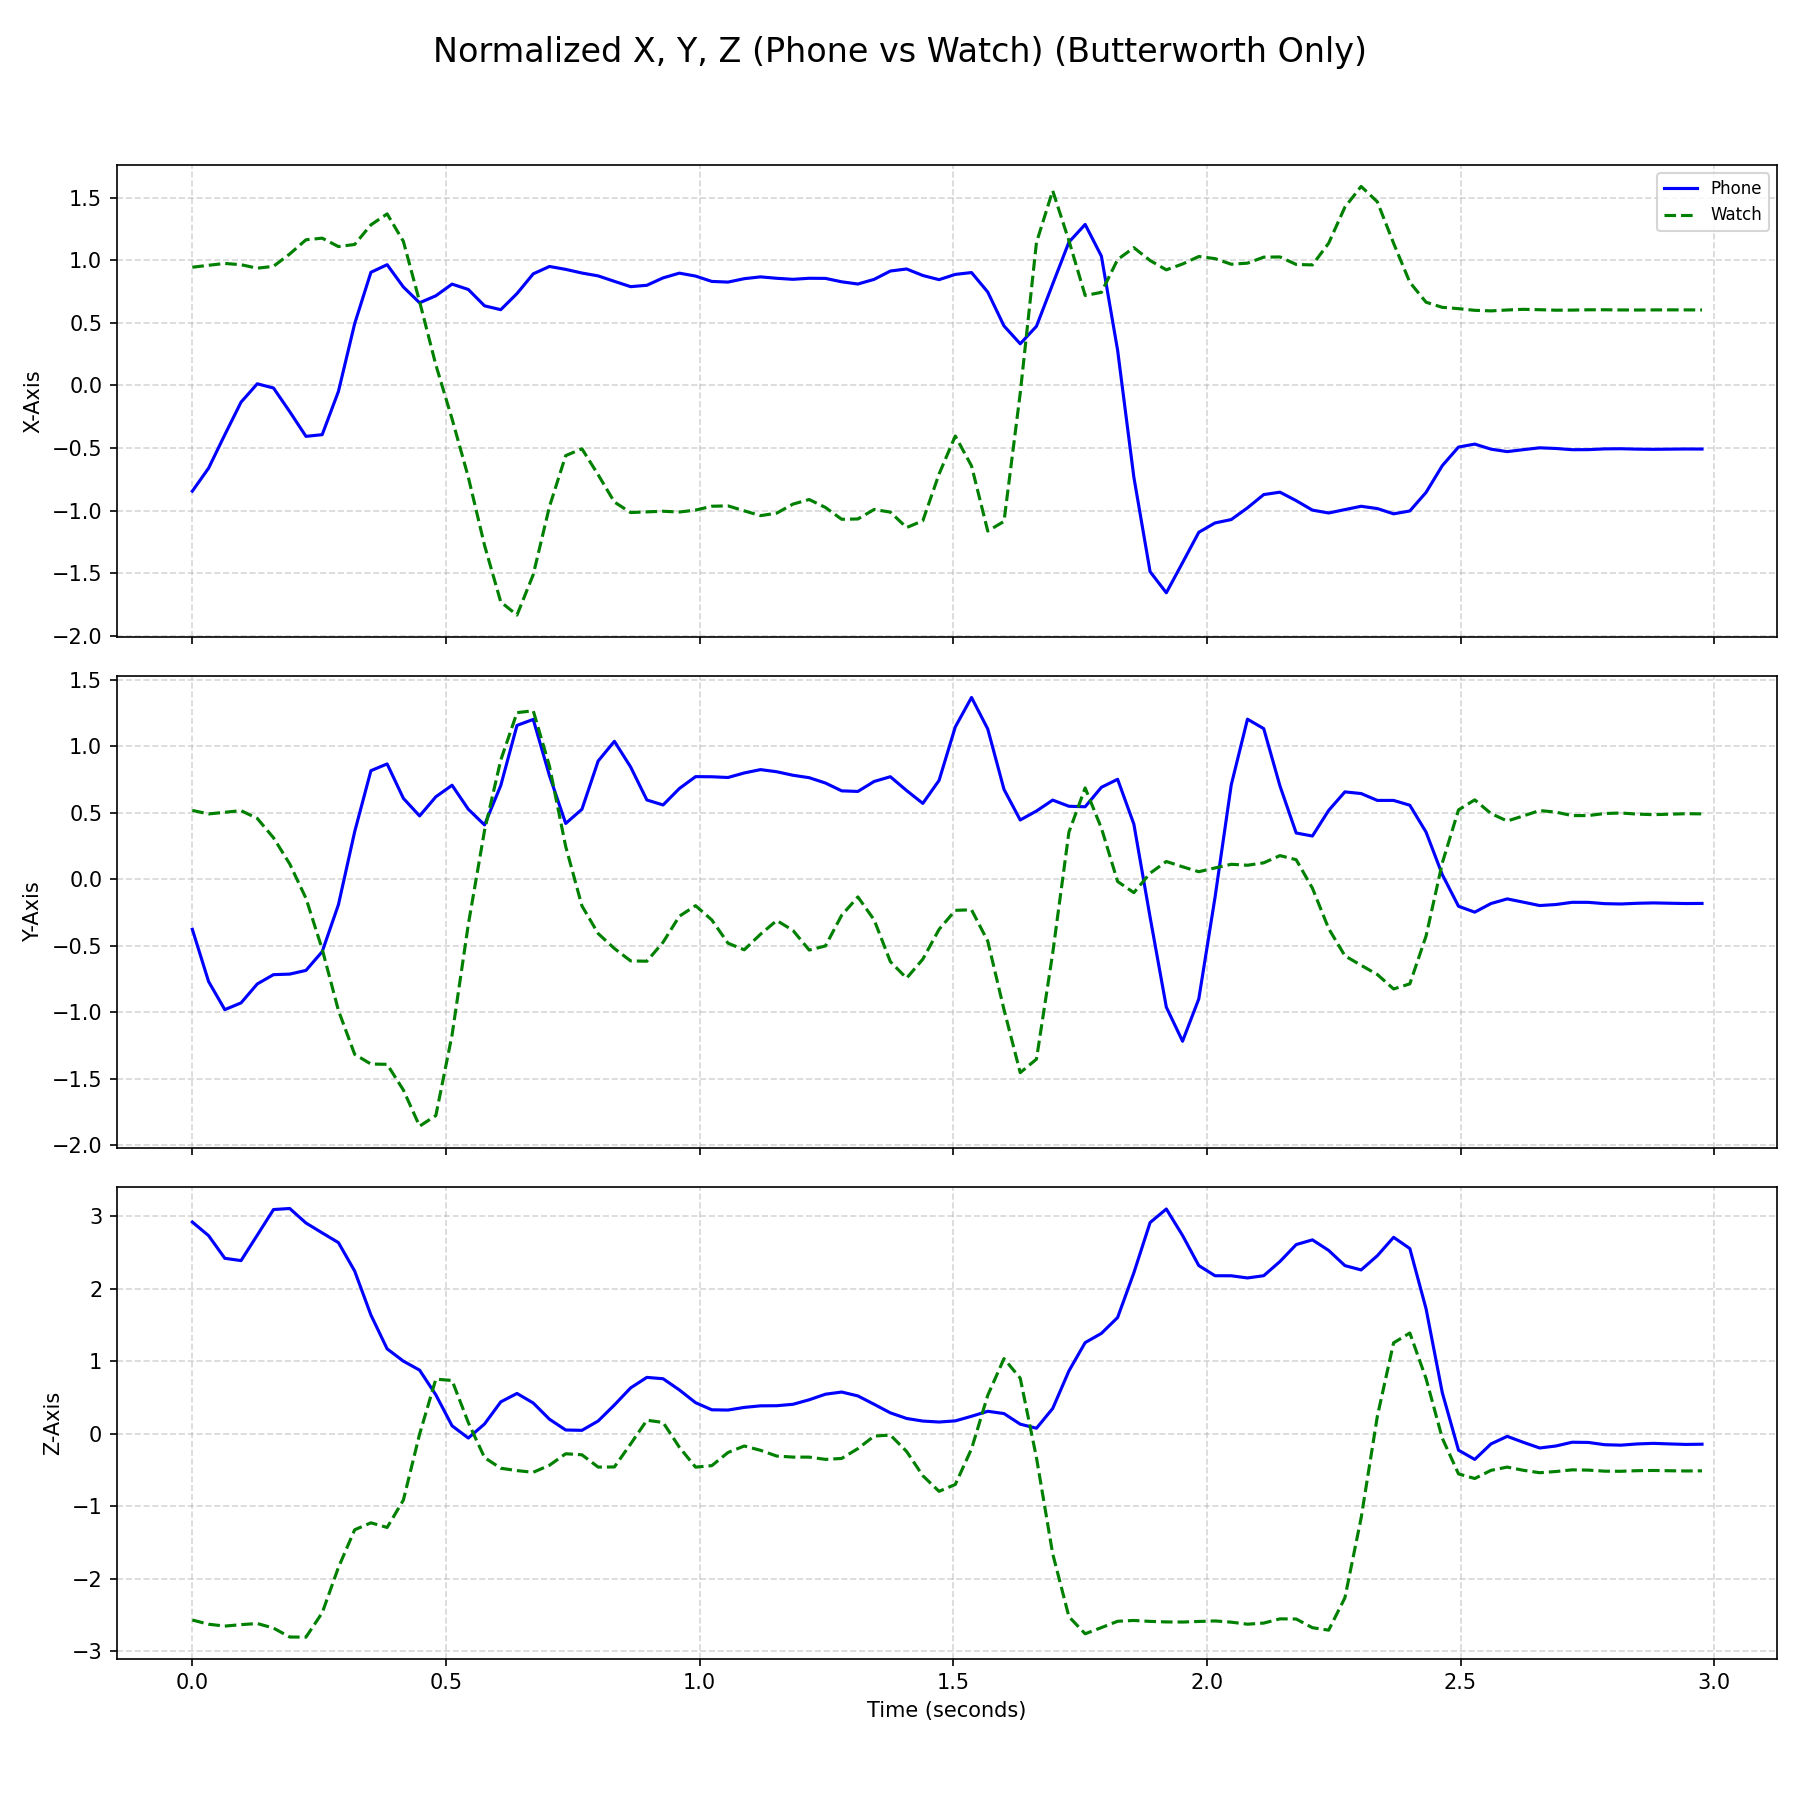 Normalized X, Y, Z (Phone vs Watch) (Butterworth Only)
Phone
Watch
X-Axis
1.5
1.0
0.5
0.0
−0.5
−1.0
−1.5
−2.0
Y-Axis
1.5
1.0
0.5
0.0
−0.5
−1.0
−1.5
−2.0
Z-Axis
3
2
1
0
−1
−2
−3
0.0 0.5 1.0 1.5 2.0 2.5 3.0
Time (seconds)